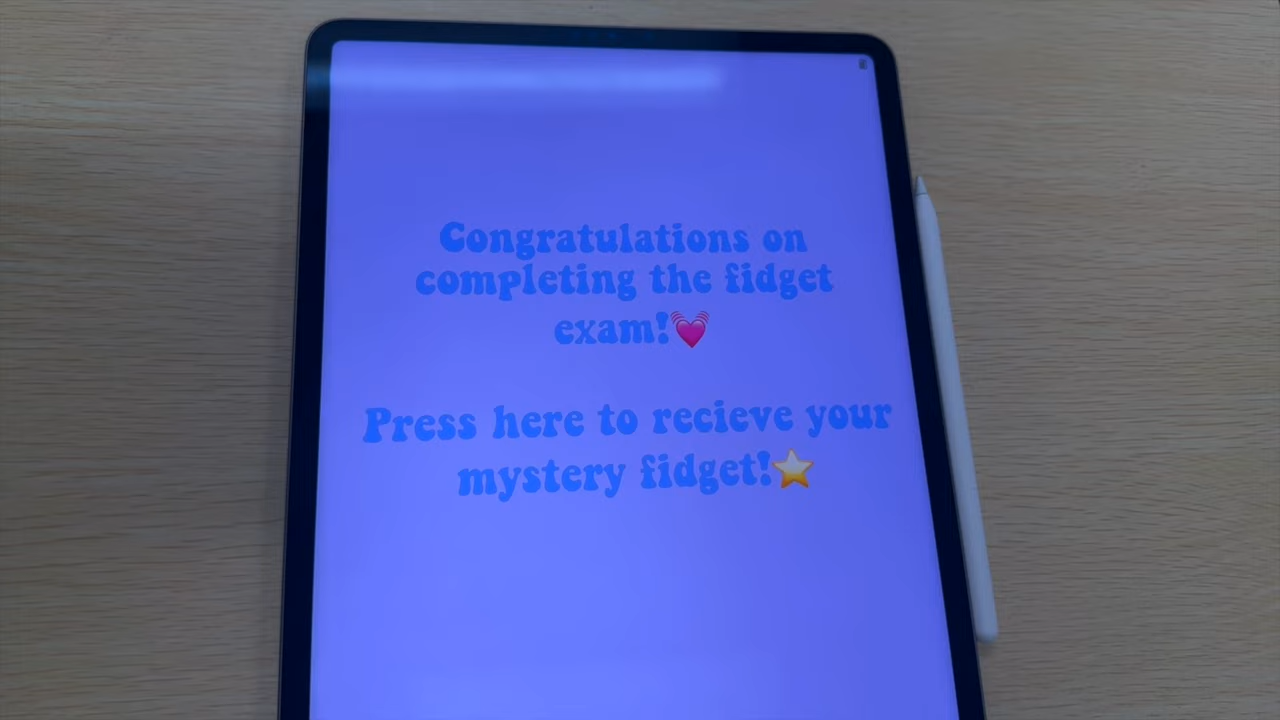 Congratulations on
completing the fidget
exam!💓
Press here to recieve your
mystery fidget!⭐